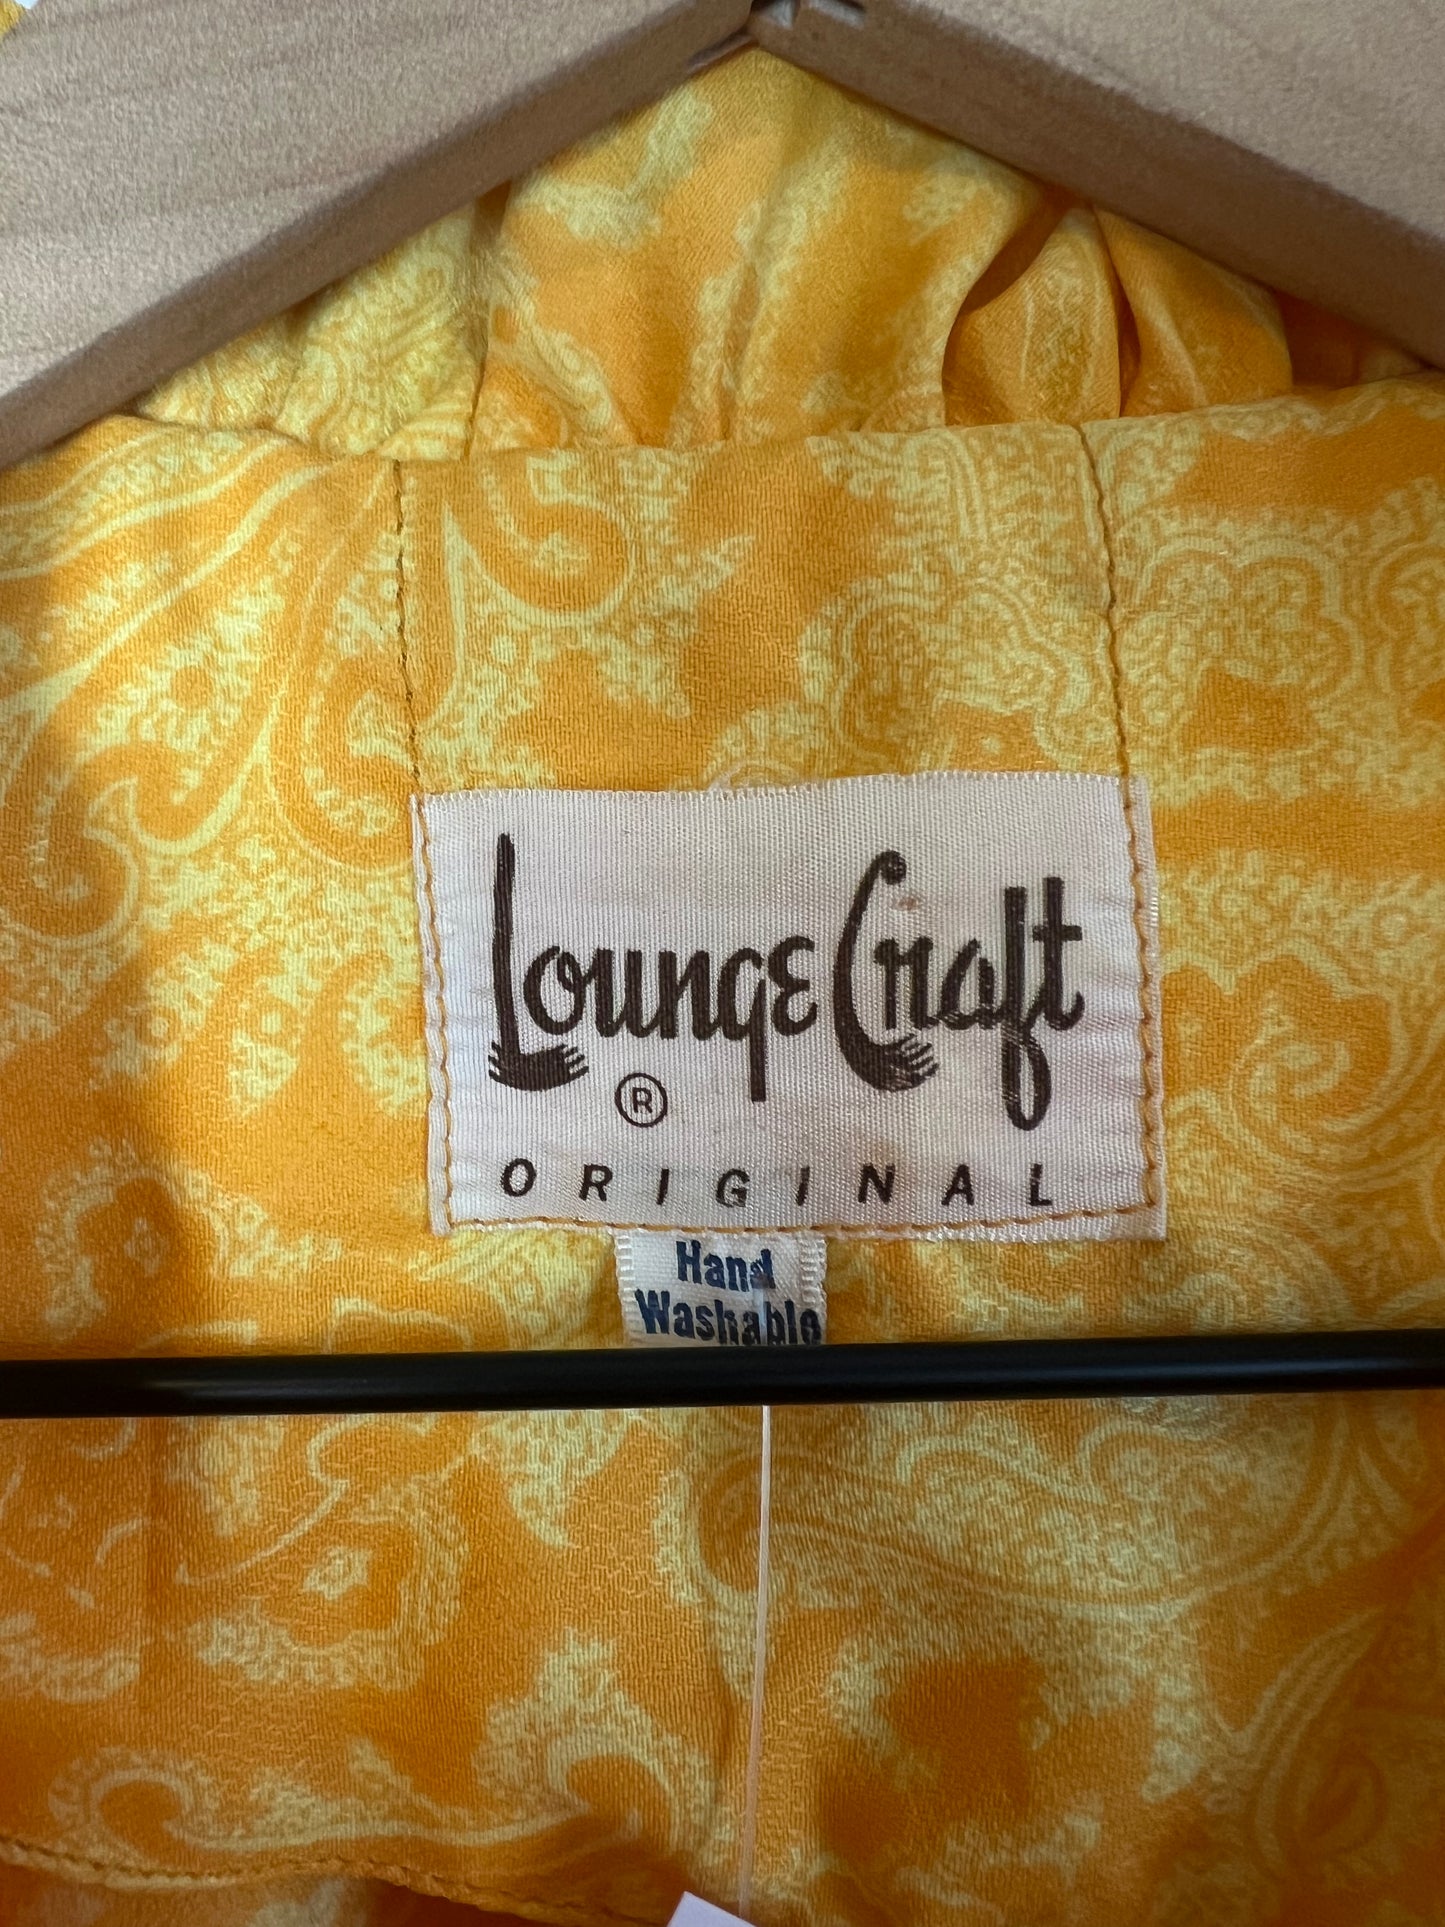 Lounge Craft
®
ORIGINAL
Hand
Washable